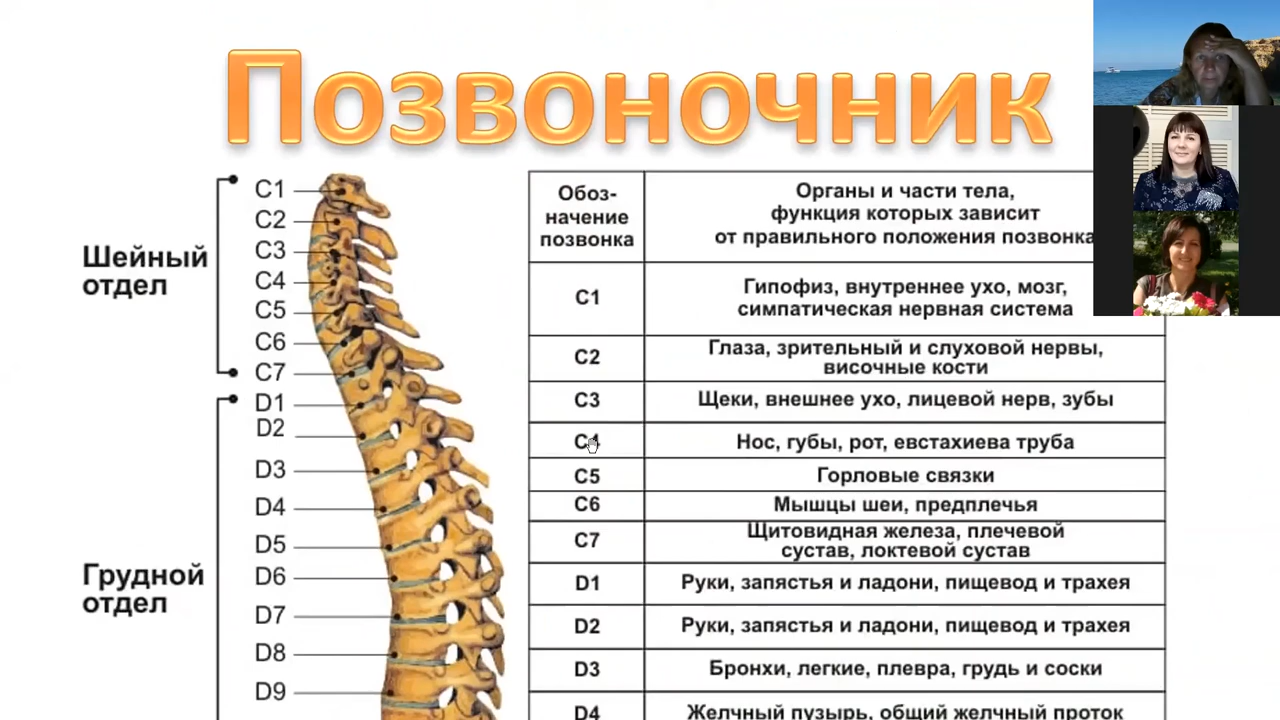 Позвоночник
Шейный
отдел
Грудной
отдел
C1
C2
C3
C4
C5
C6
C7
D1
D2
D3
D4
D5
D6
D7
D8
D9
Обоз-
начение
позвонка
Органы и части тела,
функция которых зависит
от правильного положения позвонка
C1
Гипофиз, внутреннее ухо, мозг,
симпатическая нервная система
C2
Глаза, зрительный и слуховой нервы,
височные кости
C3
Щеки, внешнее ухо, лицевой нерв, зубы
C4
Нос, губы, рот, евстахиева труба
C5
Горловые связки
C6
Мышцы шеи, предплечья
C7
Щитовидная железа, плечевой
сустав, локтевой сустав
D1
Руки, запястья и ладони, пищевод и трахея
D2
Руки, запястья и ладони, пищевод и трахея
D3
Бронхи, легкие, плевра, грудь и соски
D4
Желчный пузырь, общий желчный проток